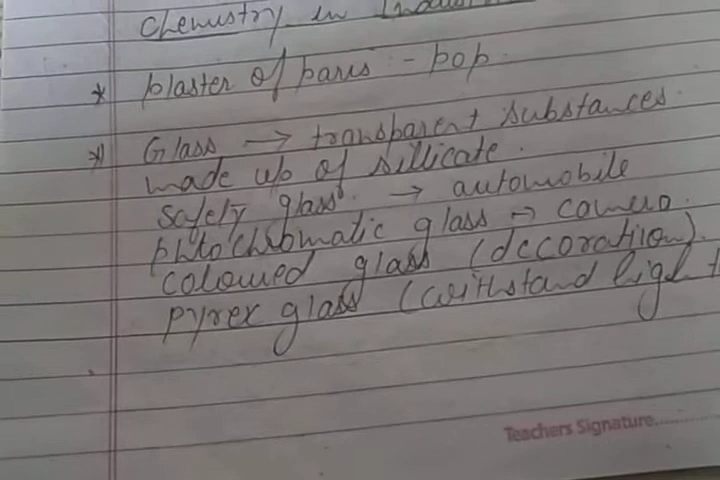 Chemistry in
* plaster of paris - pop.
* Glass → transparent substances
made up of sillicate.
safety glass. → automobile
photochromatic glass → camera.
coloured glass (decoration).
pyrex glass (withstand
Teachers Signature..............